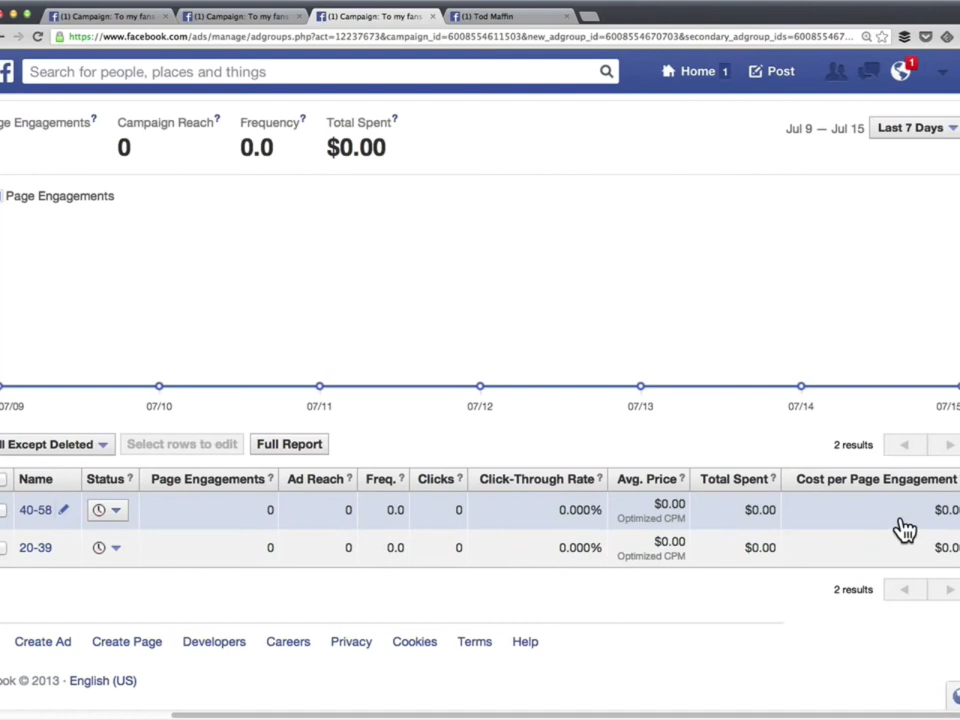 (1) Campaign: To my fans × (1) Campaign: To my fans × (1) Campaign: To my fans × (1) Tod Maffin ×
https://www.facebook.com/ads/manage/adgroups.php?act=12237673&campaign_id=6008554611503&new_adgroup_id=6008554670703&secondary_adgroup_ids=600855467...
Search for people, places and things Home 1 Post 1
ge Engagements? Campaign Reach? Frequency? Total Spent?
0 0.0 $0.00
Jul 9 — Jul 15 Last 7 Days
Page Engagements
07/09 07/10 07/11 07/12 07/13 07/14 07/15
ll Except Deleted Select rows to edit Full Report 2 results
Name Status? Page Engagements? Ad Reach? Freq.? Clicks? Click-Through Rate? Avg. Price? Total Spent? Cost per Page Engagement
40-58 0 0 0.0 0 0.000% $0.00 $0.00 $0.0
Optimized CPM
20-39 0 0 0.0 0 0.000% $0.00 $0.00 $0.0
Optimized CPM
2 results
Create Ad Create Page Developers Careers Privacy Cookies Terms Help
ook © 2013 · English (US)